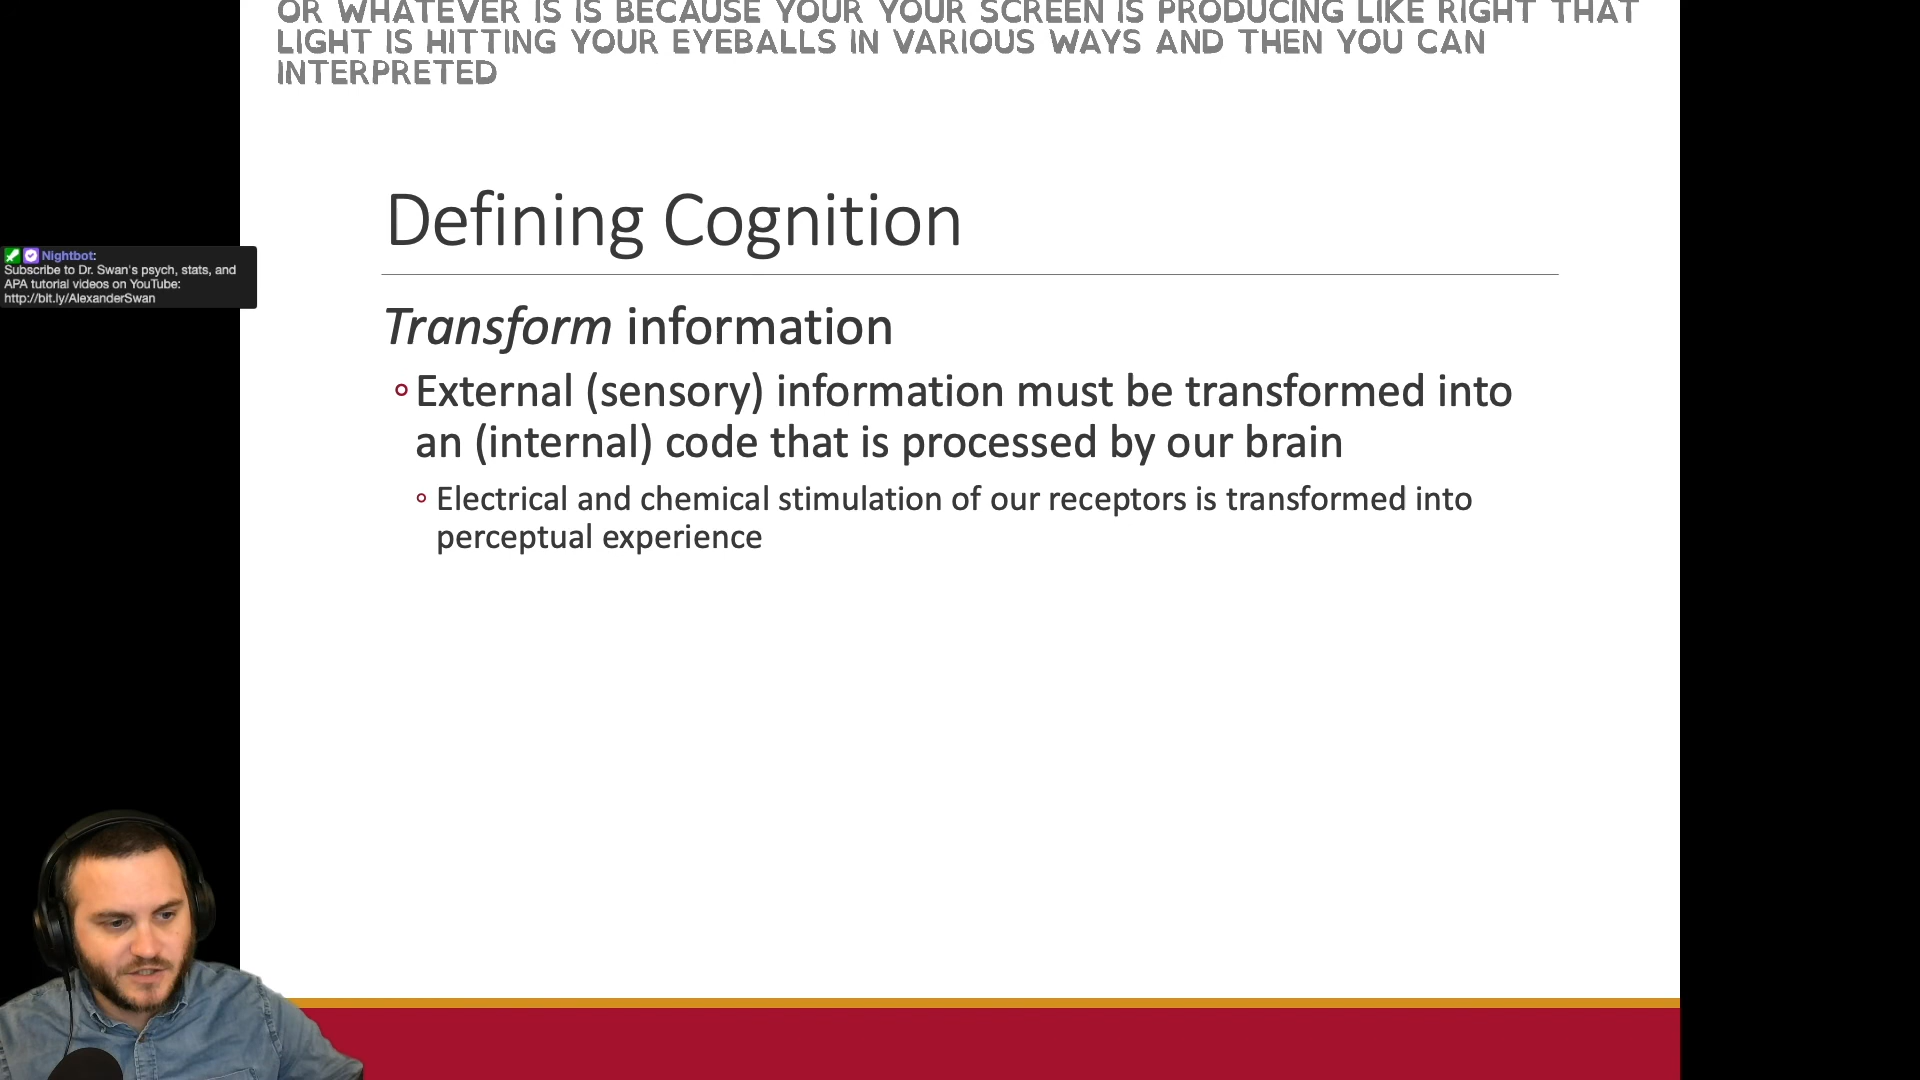 OR WHATEVER IS IS BECAUSE YOUR YOUR SCREEN IS PRODUCING LIKE RIGHT THAT
LIGHT IS HITTING YOUR EYEBALLS IN VARIOUS WAYS AND THEN YOU CAN
INTERPRETED
Defining Cognition
Nightbot:
Subscribe to Dr. Swan's psych, stats, and
APA tutorial videos on YouTube:
http://bit.ly/AlexanderSwan
Transform information
External (sensory) information must be transformed into
an (internal) code that is processed by our brain
Electrical and chemical stimulation of our receptors is transformed into
perceptual experience